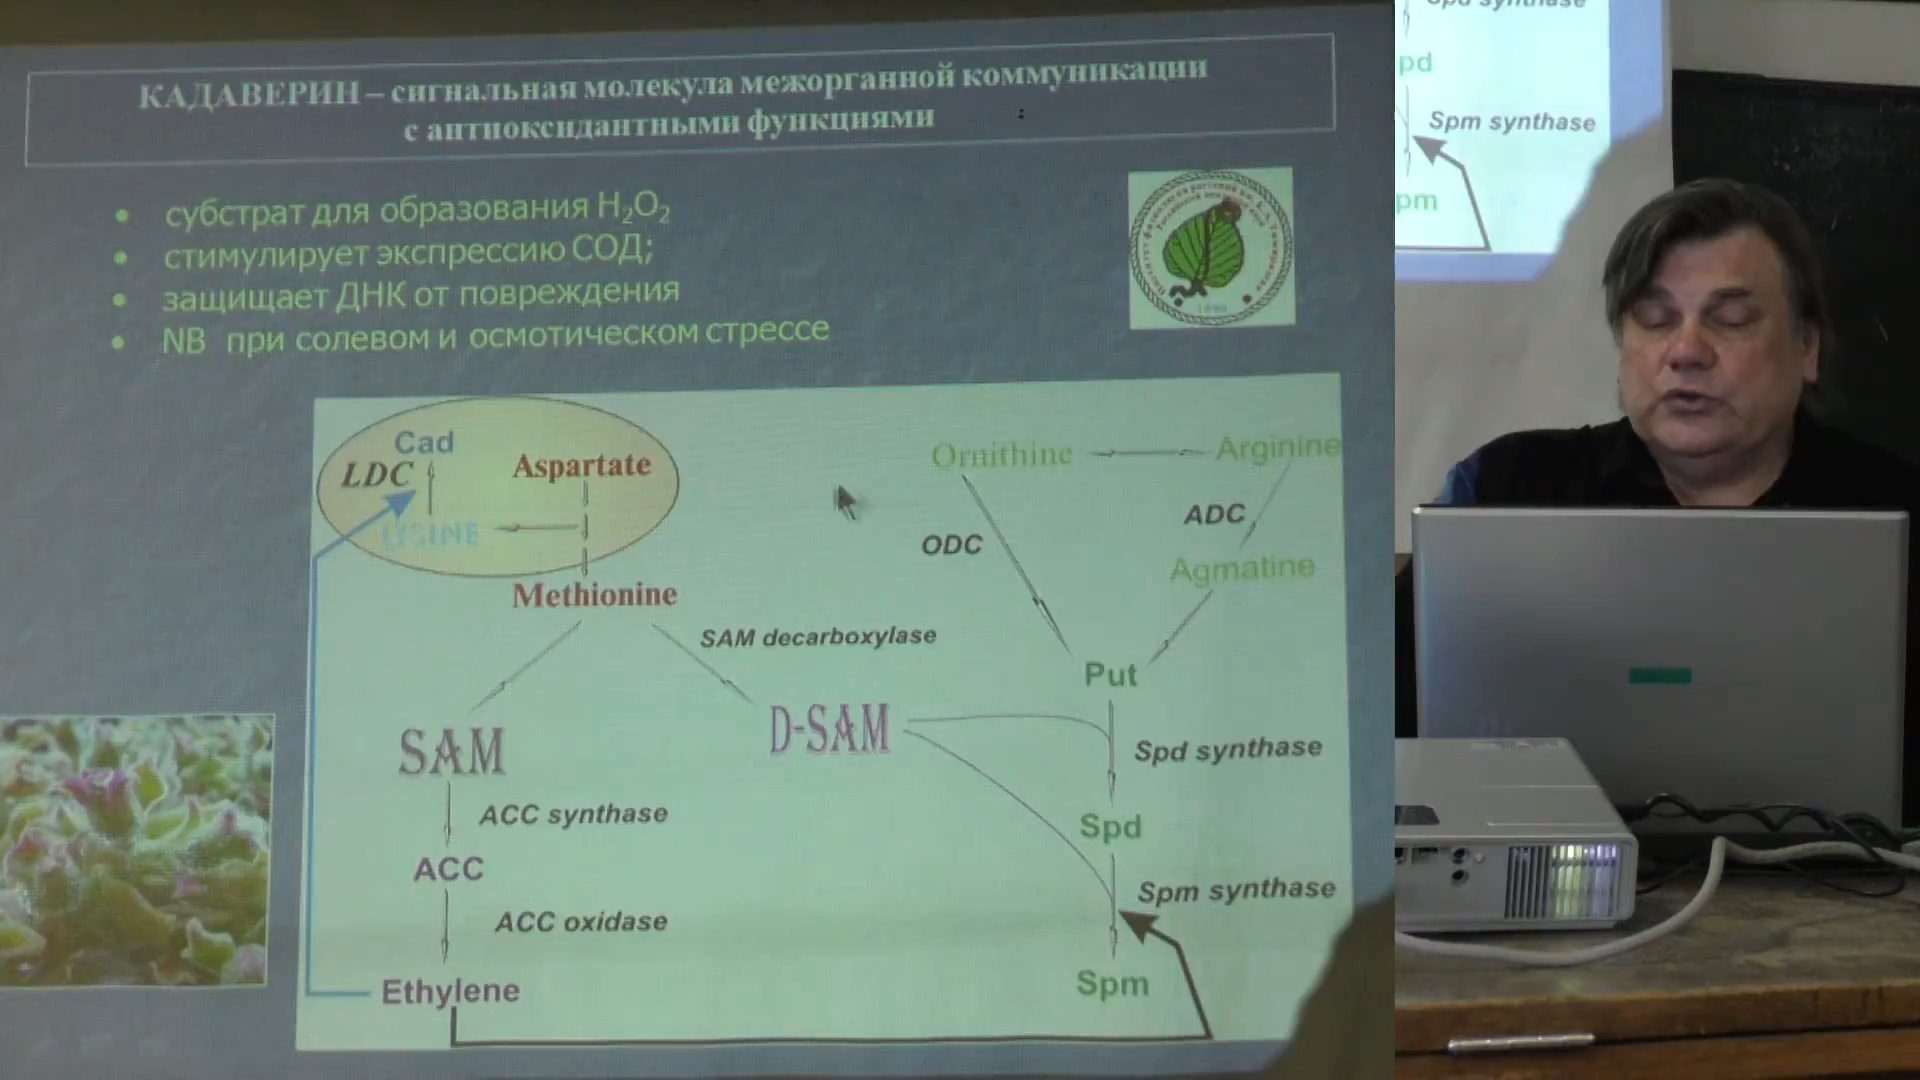 КАДАВЕРИН – сигнальная молекула межорганной коммуникации
с антиоксидантными функциями
• субстрат для образования H₂O₂
• стимулирует экспрессию СОД;
• защищает ДНК от повреждения
• NB при солевом и осмотическом стрессе
Cad
LDC
Aspartate
LYSINE
Methionine
Ornithine
Arginine
ODC
ADC
Agmatine
SAM decarboxylase
Put
SAM
D-SAM
Spd synthase
ACC synthase
Spd
ACC
Spm synthase
ACC oxidase
Ethylene
Spm
Spd synthase
pd
Spm synthase
pm